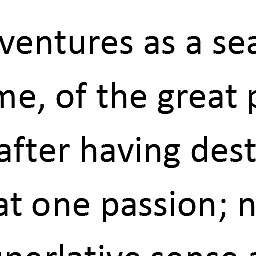 ventures as a sea
me, of the great
after having dest
at one passion; n